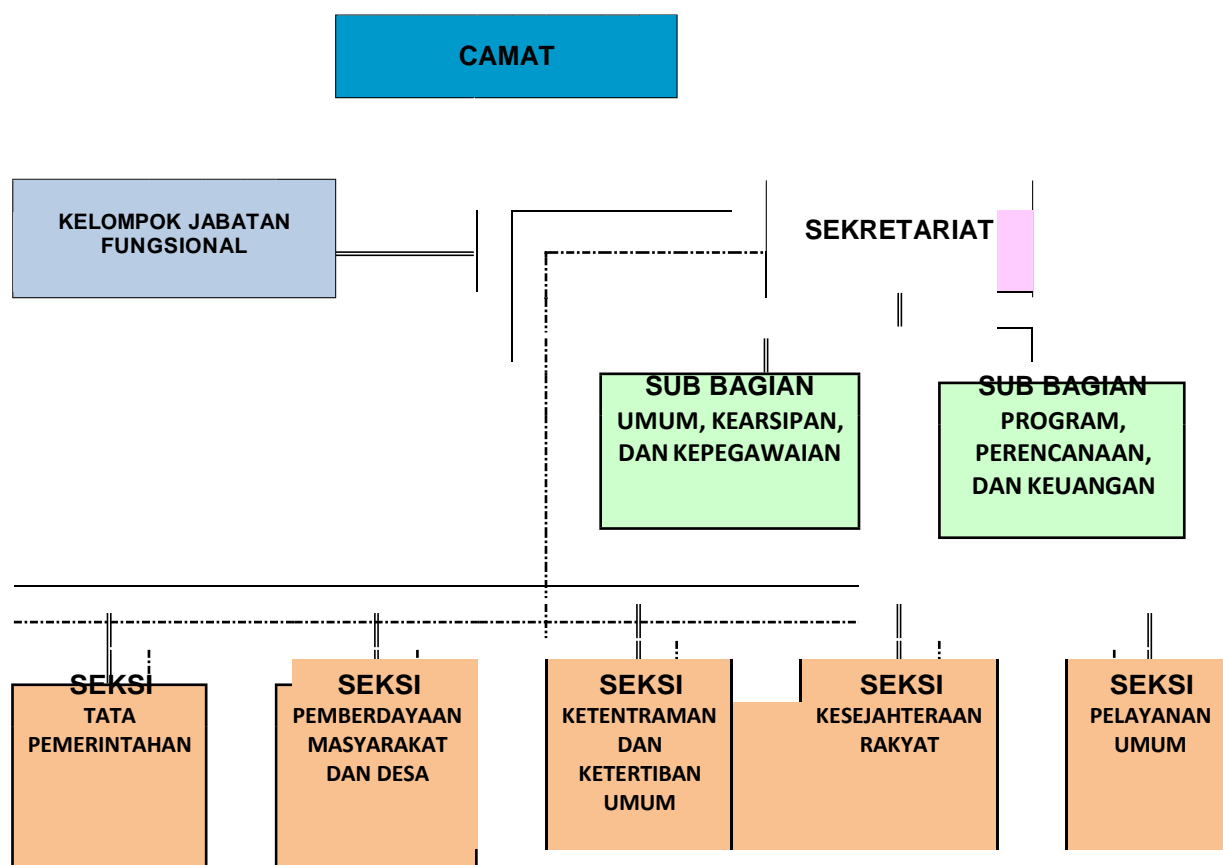 CAMAT
KELOMPOK JABATAN
FUNGSIONAL
SEKRETARIAT
SUB BAGIAN
UMUM, KEARSIPAN,
DAN KEPEGAWAIAN
SUB BAGIAN
PROGRAM,
PERENCANAAN,
DAN KEUANGAN
SEKSI
TATA
PEMERINTAHAN
SEKSI
PEMBERDAYAAN
MASYARAKAT
DAN DESA
SEKSI
KETENTRAMAN
DAN
KETERTIBAN
UMUM
SEKSI
KESEJAHTERAAN
RAKYAT
SEKSI
PELAYANAN
UMUM